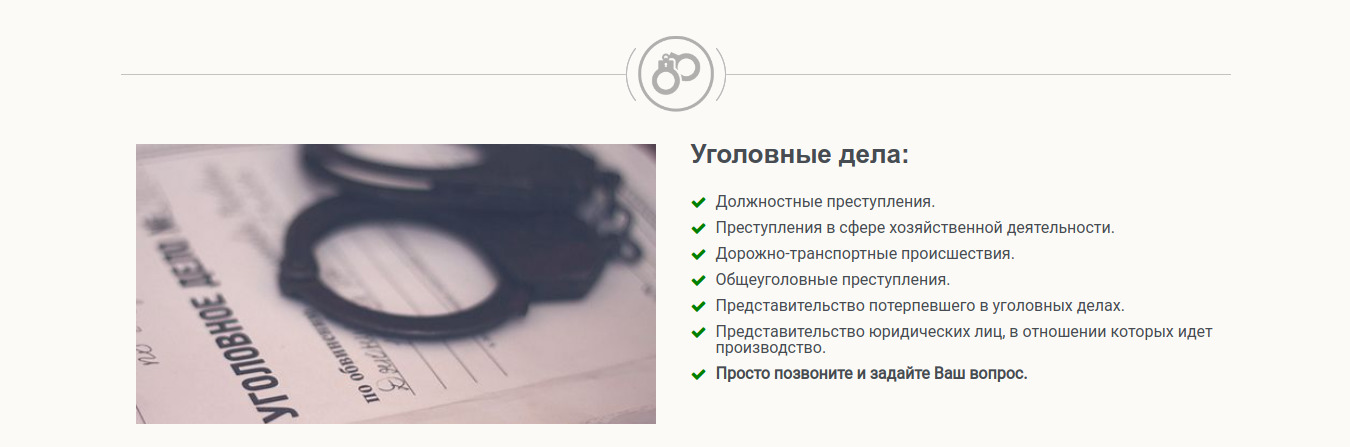 Уголовные дела:
Должностные преступления.
Преступления в сфере хозяйственной деятельности.
Дорожно-транспортные происшествия.
Общеуголовные преступления.
Представительство потерпевшего в уголовных делах.
Представительство юридических лиц, в отношении которых идет
производство.
Просто позвоните и задайте Ваш вопрос.
УГОЛОВНОЕ ДЕЛО №
по обвинению